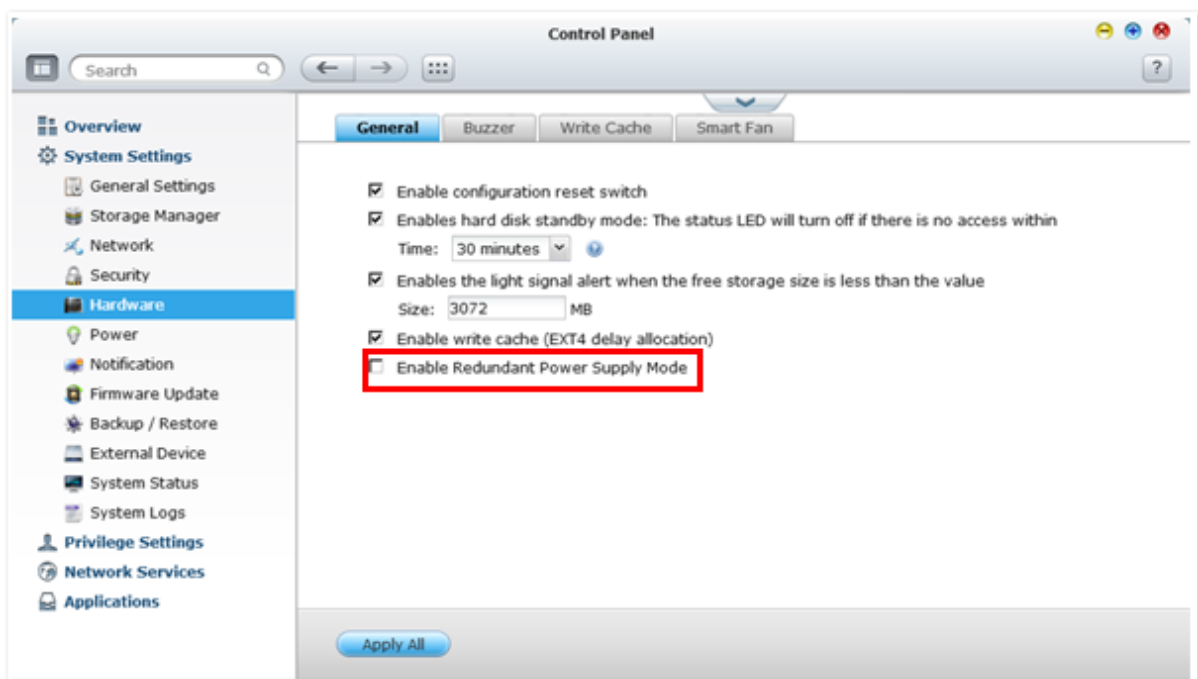 Control Panel
Search
?
Overview
System Settings
General Settings
Storage Manager
Network
Security
Hardware
Power
Notification
Firmware Update
Backup / Restore
External Device
System Status
System Logs
Privilege Settings
Network Services
Applications
General Buzzer Write Cache Smart Fan
Enable configuration reset switch
Enables hard disk standby mode: The status LED will turn off if there is no access within
Time: 30 minutes
Enables the light signal alert when the free storage size is less than the value
Size: 3072 MB
Enable write cache (EXT4 delay allocation)
Enable Redundant Power Supply Mode
Apply All